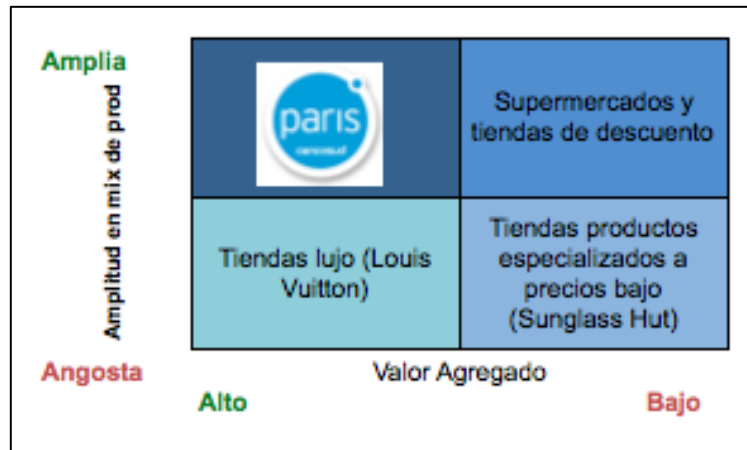 Amplia
Amplitud en mix de prod
paris
cencosud
Supermercados y
tiendas de descuento
Tiendas lujo (Louis
Vuitton)
Tiendas productos
especializados a
precios bajo
(Sunglass Hut)
Angosta
Valor Agregado
Alto
Bajo